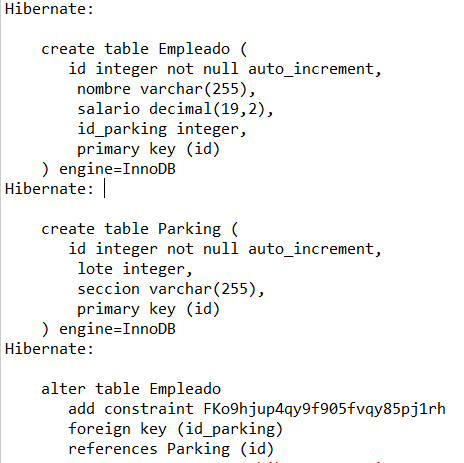 Hibernate:
create table Empleado (
id integer not null auto_increment,
nombre varchar(255),
salario decimal(19,2),
id_parking integer,
primary key (id)
) engine=InnoDB
Hibernate:
create table Parking (
id integer not null auto_increment,
lote integer,
seccion varchar(255),
primary key (id)
) engine=InnoDB
Hibernate:
alter table Empleado
add constraint FKo9hjup4qy9f905fvqy85pj1rh
foreign key (id_parking)
references Parking (id)